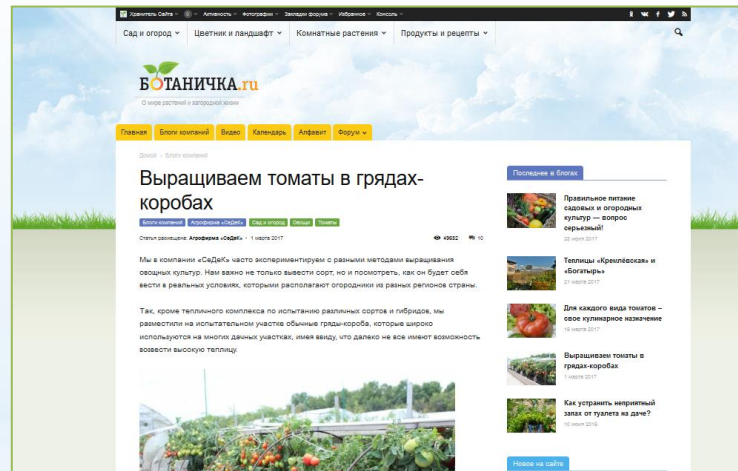 Хранитель Сайта 0 Активность Фотографии Закладки форума Избранное Консоль
Сад и огород Цветник и ландшафт Комнатные растения Продукты и рецепты
БОТАНИЧКА.ru
О мире растений и загородной жизни
Главная Блоги компаний Видео Календарь Алфавит Форум
Домой Блоги компаний
Выращиваем томаты в грядах-
коробах
Блоги компаний Агрофирма «СеДеК» Сад и огород Овощи Томаты
Статья размещена: Агрофирма «СеДеК» - 1 марта 2017 10
Мы в компании «СеДеК» часто экспериментируем с разными методами выращивания
овощных культур. Нам важно не только вывести сорт, но и посмотреть, как он будет себя
вести в реальных условиях, которыми располагают огородники из разных регионов страны.
Так, кроме тепличного комплекса по испытанию различных сортов и гибридов, мы
разместили на испытательном участке обычные гряды-короба, которые широко
используются на многих дачных участках, имея ввиду, что далеко не все имеют возможность
возвести высокую теплицу.
Последнее в блогах
Правильное питание
садовых и огородных
культур — вопрос
серьезный!
22 июня 2017
Теплицы «Кремлёвская» и
«Богатырь»
21 марта 2017
Для каждого вида томатов –
свое кулинарное назначение
16 марта 2017
Выращиваем томаты в
грядах-коробах
1 марта 2017
Как устранить неприятный
запах от туалета на даче?
10 июня 2016
Новое на сайте